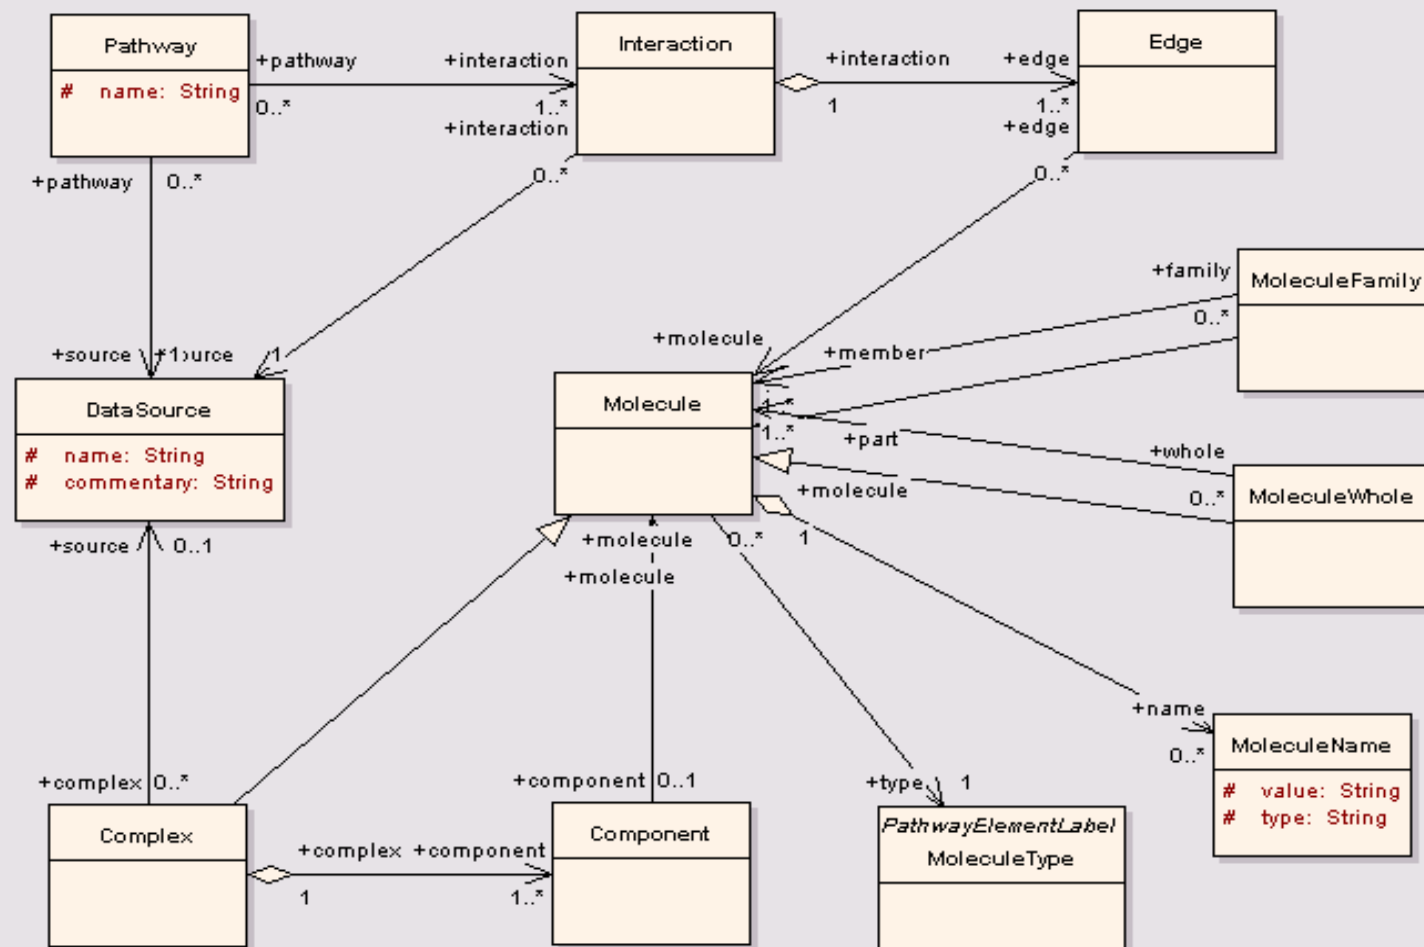 Pathway
# name: String
+pathway
0..*
+interaction
1..*
Interaction
+interaction
0..*
+interaction
1
+edge
1..*
Edge
+edge
0..*
+pathway 0..*
+source
1
1
DataSource
# name: String
# commentary: String
+source 0..1
+molecule
Molecule
+member
1..*
1..*
+part
+molecule
+family
0..*
MoleculeFamily
+whole
0..*
MoleculeWhole
+molecule
+molecule
0..*
1
+name
0..*
MoleculeName
# value: String
# type: String
+complex 0..*
Complex
+complex
1
+component
1..*
+component 0..1
Component
+type 1
PathwayElementLabel
MoleculeType